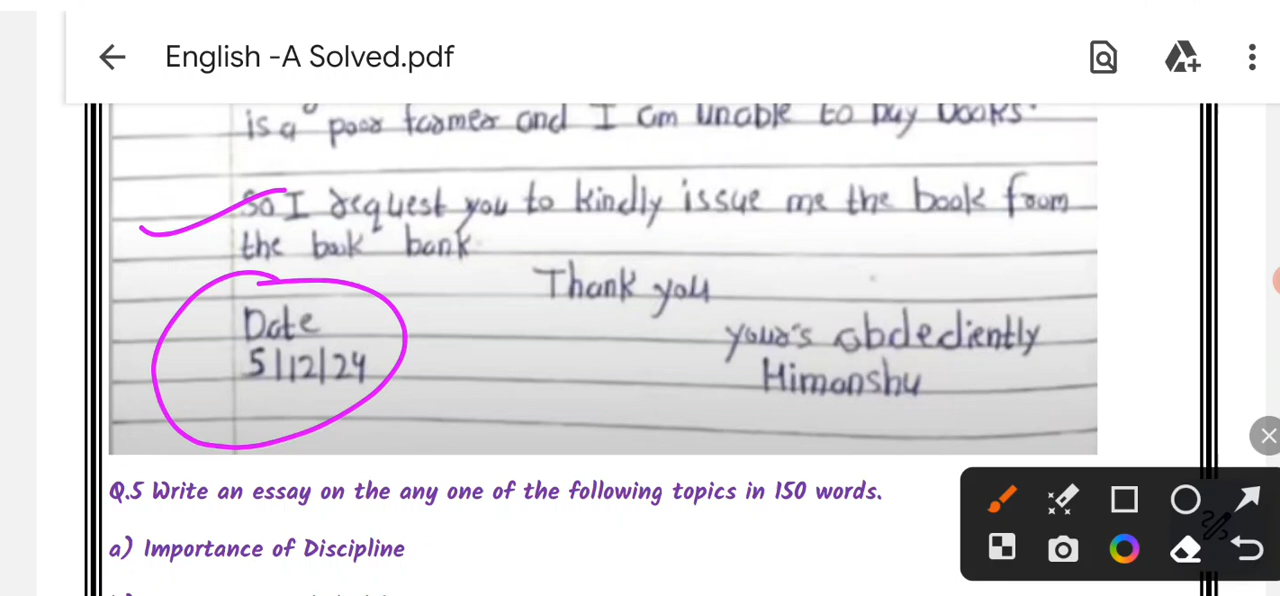 English -A Solved.pdf
is a poor farmer and I am unable to buy books.
So I request you to kindly issue me the book from
the book bank
Thank you
Date
5/12/24
your's obdediently
Himanshu
Q.5 Write an essay on the any one of the following topics in 150 words.
a) Importance of Discipline